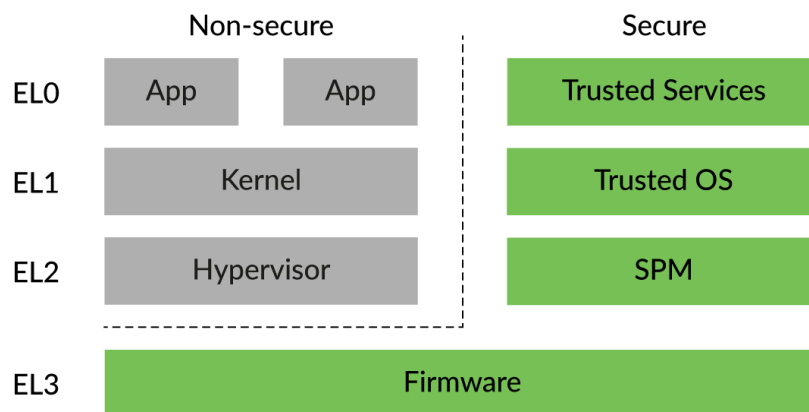 Non-secure Secure
EL0 App App Trusted Services
EL1 Kernel Trusted OS
EL2 Hypervisor SPM
EL3 Firmware